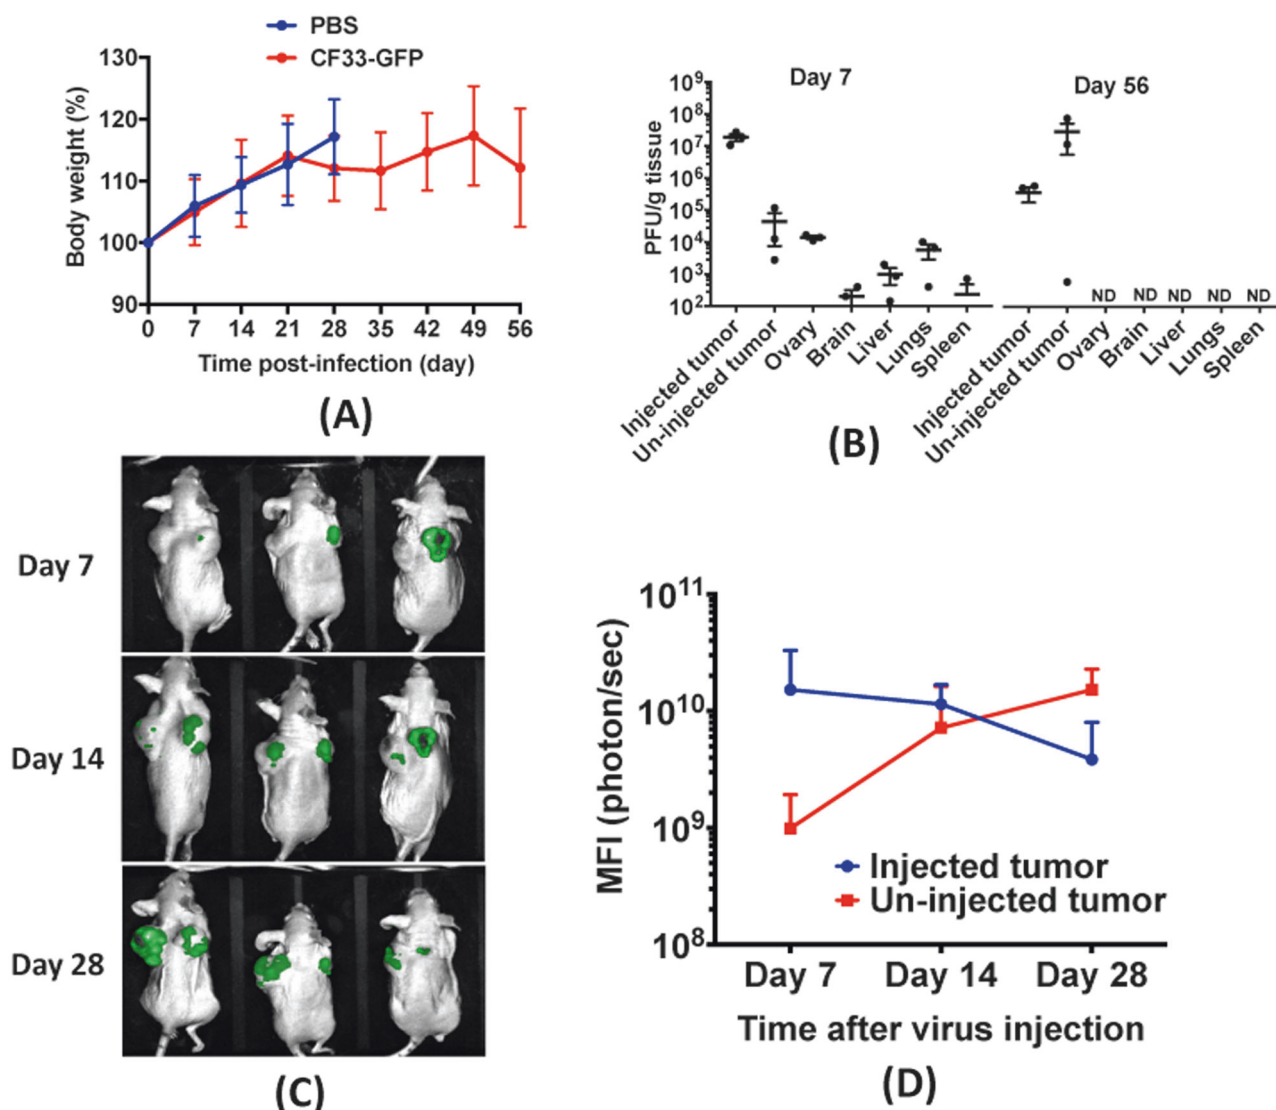 PBS
CF33-GFP
Body weight (%)
130
120
110
100
90
0 7 14 21 28 35 42 49 56
Time post-infection (day)
(A)
Day 7
Day 56
PFU/g tissue
10⁹
10⁸
10⁷
10⁶
10⁵
10⁴
10³
10²
ND ND ND ND ND
Injected tumor
Un-injected tumor
Ovary
Brain
Liver
Lungs
Spleen
Injected tumor
Un-injected tumor
Ovary
Brain
Liver
Lungs
Spleen
(B)
Day 7
Day 14
Day 28
(C)
MFI (photon/sec)
10¹¹
10¹⁰
10⁹
10⁸
Injected tumor
Un-injected tumor
Day 7 Day 14 Day 28
Time after virus injection
(D)